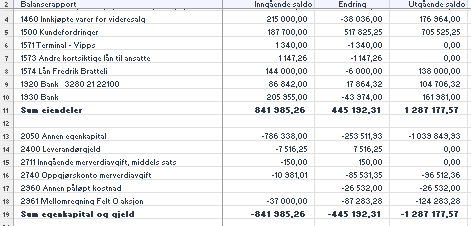 2 Balanserapport Inngående saldo Endring Utgående saldo
4 1460 Innkjøpte varer for videresalg 215 000,00 -38 036,00 176 964,00
5 1500 Kundefordringer 187 700,00 517 825,25 705 525,25
6 1571 Terminal - Vipps 1 340,00 -1 340,00 0,00
7 1573 Andre kortsiktige lån til ansatte 1 147,26 -1 147,26 0,00
8 1574 Lån Fredrik Bratteli 144 000,00 -6 000,00 138 000,00
9 1920 Bank 3280 21 22100 86 842,00 17 864,32 104 706,32
10 1930 Bank 205 955,00 -43 974,00 161 981,00
11 Sum eiendeler 841 985,26 445 192,31 1 287 177,57
12
13 2050 Annen egenkapital -786 338,00 -253 511,93 -1 039 849,93
14 2400 Leverandørgjeld -7 516,25 7 516,25 0,00
15 2711 Inngående merverdiavgift, middels sats -150,00 150,00 0,00
16 2740 Oppgjørskonto merverdiavgift -10 981,01 -85 531,35 -96 512,36
17 2960 Annen påløpt kostnad -26 532,00 -26 532,00
18 2961 Mellomregning Felt O aksjon -37 000,00 -87 283,28 -124 283,28
19 Sum egenkapital og gjeld -841 985,26 -445 192,31 -1 287 177,57